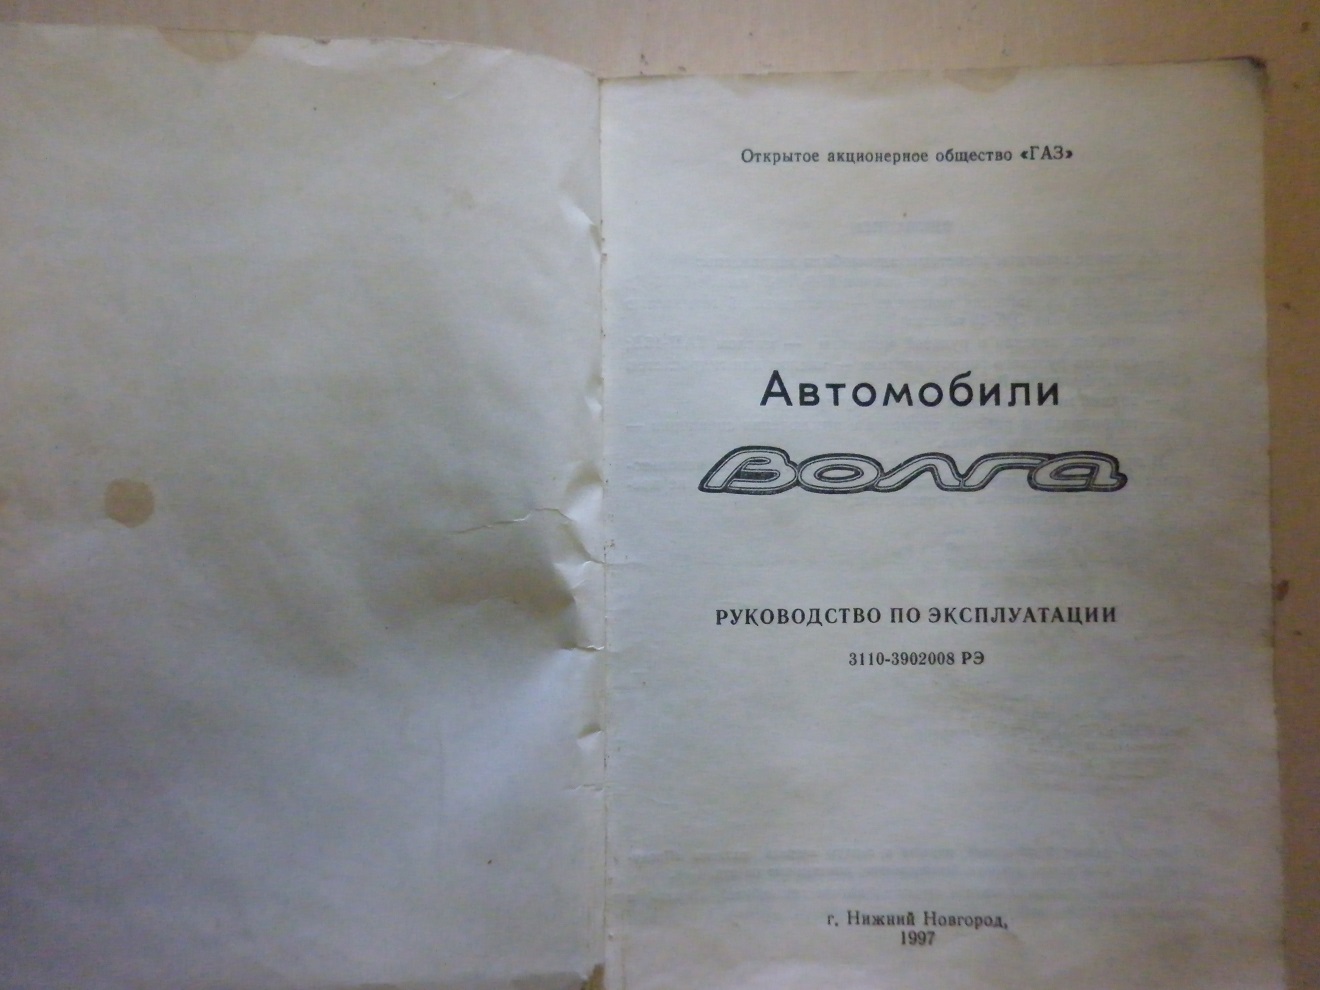 Открытое акционерное общество «ГАЗ»
Автомобили
Волга
РУКОВОДСТВО ПО ЭКСПЛУАТАЦИИ
3110-3902008 РЭ
г. Нижний Новгород,
1997